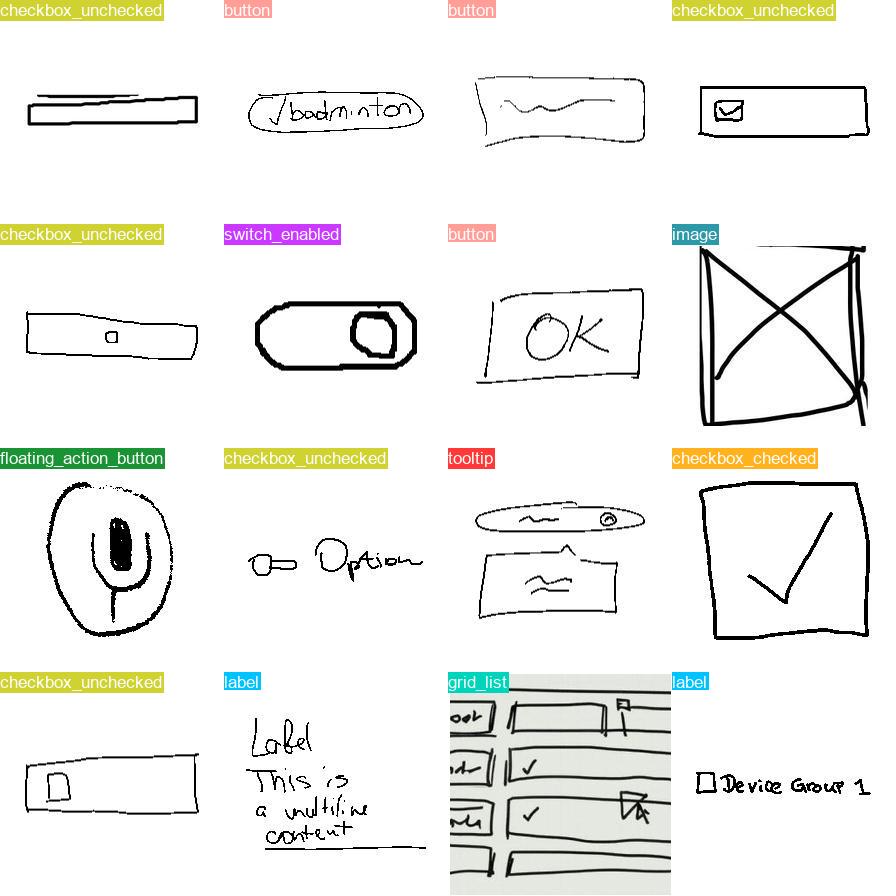 checkbox_unchecked
button
button
checkbox_unchecked
√badminton
checkbox_unchecked
switch_enabled
button
image
OK
floating_action_button
checkbox_unchecked
tooltip
checkbox_checked
Option
checkbox_unchecked
label
grid_list
label
Label
This is
a multiline
content
Device Group 1